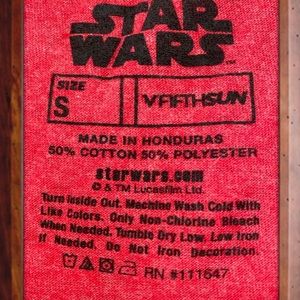 STAR
WARS
SIZE
S
VFIFTHSUN
MADE IN HONDURAS
50% COTTON 50% POLYESTER
starwars.com
© & TM Lucasfilm Ltd.
Turn Inside Out. Machine Wash Cold With
Like Colors. Only Non-Chlorine Bleach
When Needed. Tumble Dry Low. Low Iron
If Needed. Do Not Iron Decoration.
RN #111647